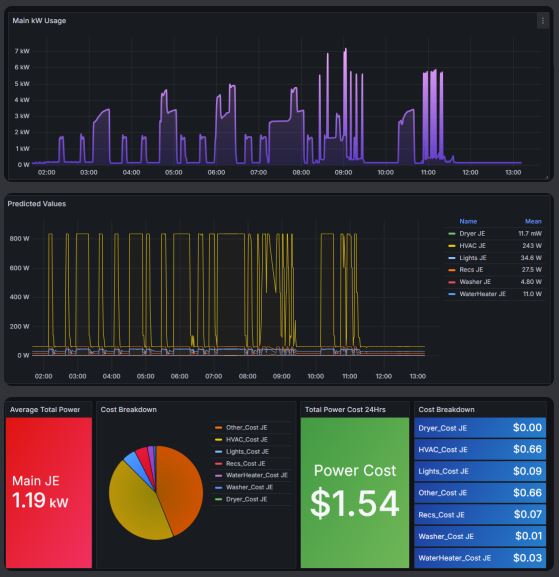 Main kW Usage
7 kW
6 kW
5 kW
4 kW
3 kW
2 kW
1 kW
0 W
02:00 03:00 04:00 05:00 06:00 07:00 08:00 09:00 10:00 11:00 12:00 13:00
Predicted Values
800 W
600 W
400 W
200 W
0 W
02:00 03:00 04:00 05:00 06:00 07:00 08:00 09:00 10:00 11:00 12:00 13:00
Name Mean
Dryer JE 11.7 mW
HVAC JE 243 W
Lights JE 34.6 W
Recs JE 27.5 W
Washer JE 4.80 W
WaterHeater JE 11.0 W
Average Total Power
Main JE
1.19 kW
Cost Breakdown
Other_Cost JE
HVAC_Cost JE
Lights_Cost JE
Recs_Cost JE
WaterHeater_Cost JE
Washer_Cost JE
Dryer_Cost JE
Total Power Cost 24Hrs
Power Cost
$1.54
Cost Breakdown
Dryer_Cost JE $0.00
HVAC_Cost JE $0.66
Lights_Cost JE $0.09
Other_Cost JE $0.66
Recs_Cost JE $0.07
Washer_Cost JE $0.01
WaterHeater_Cost JE $0.03